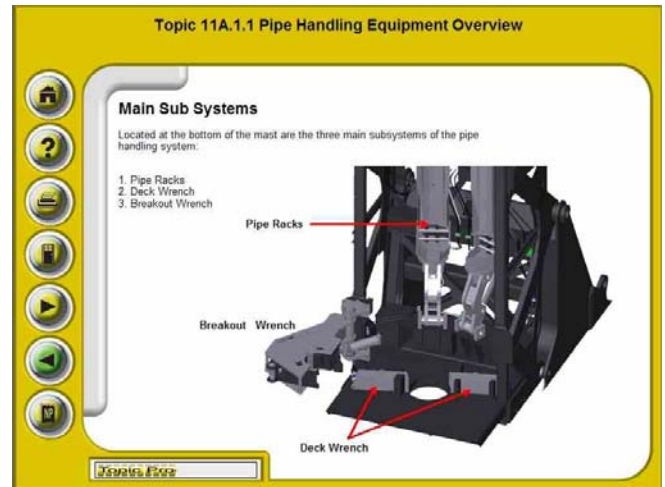 Topic 11A.1.1 Pipe Handling Equipment Overview
Main Sub Systems
Located at the bottom of the mast are the three main subsystems of the pipe
handling system:
1. Pipe Racks
2. Deck Wrench
3. Breakout Wrench
Pipe Racks
Breakout Wrench
Deck Wrench
?
NP